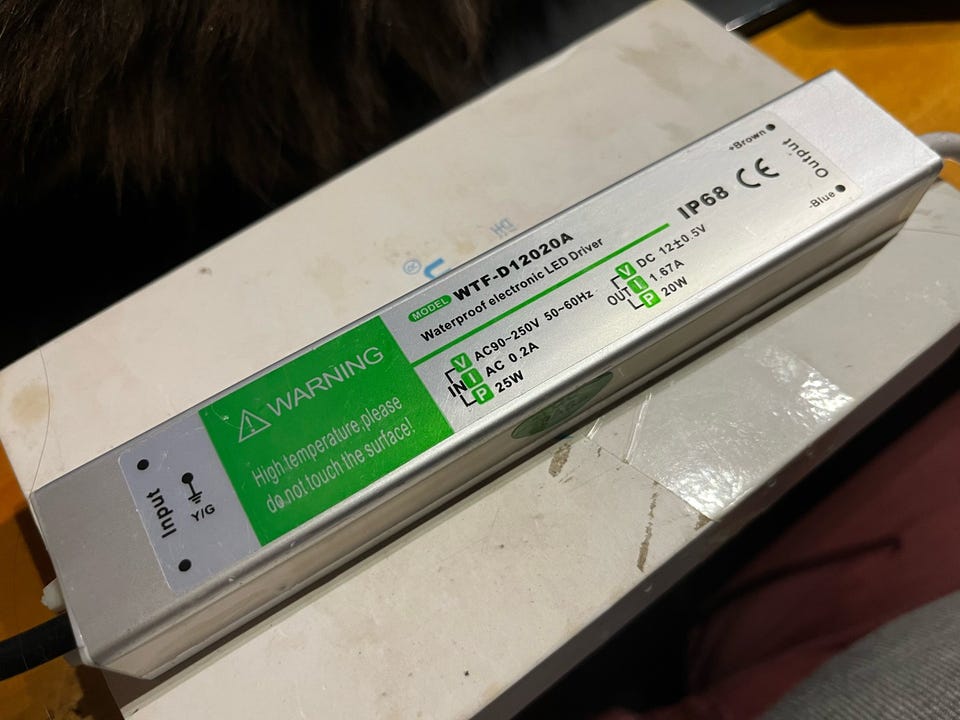 MODEL WTF-D12020A
Waterproof electronic LED Driver
IN
V AC90~250V 50~60Hz
I AC 0.2A
P 25W
OUT
V DC 12±0.5V
I 1.67A
P 20W
IP68 CE
+Brown
Output
-Blue
WARNING
High temperature,please
do not touch the surface!
Input
Y/G